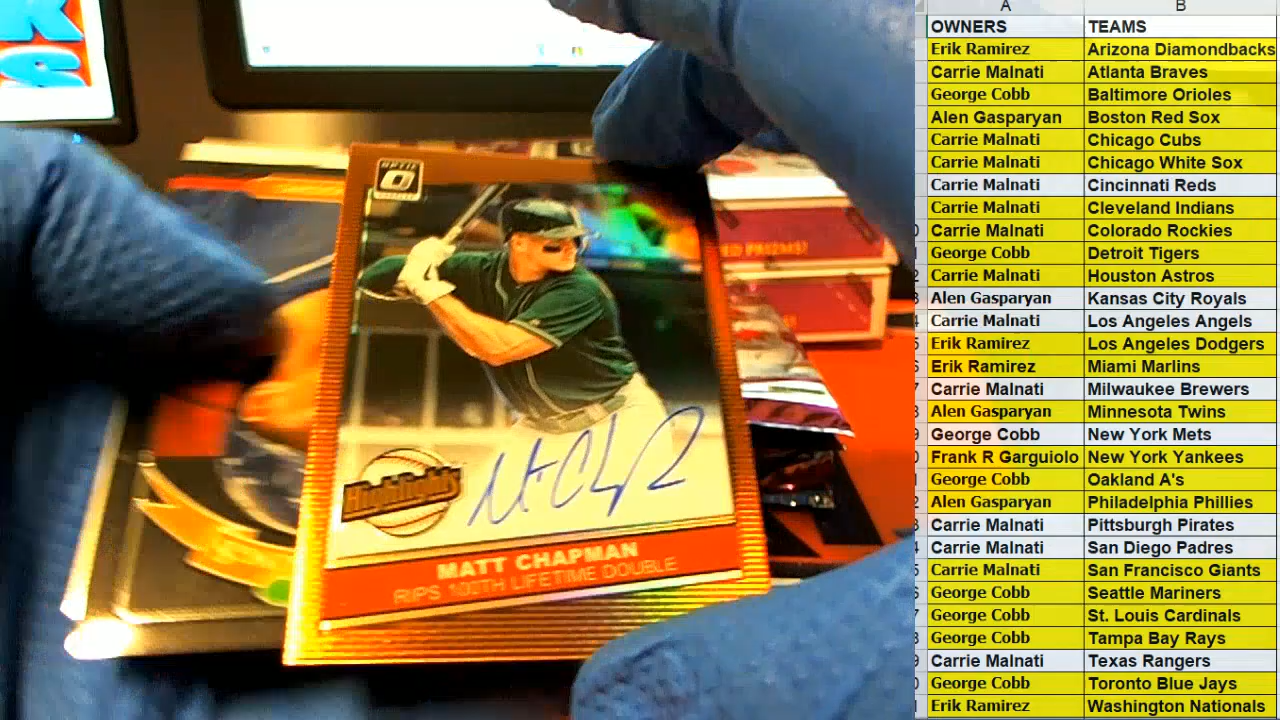 K
S
OPTIC
Highlights
MATT CHAPMAN
RIPS 100TH LIFETIME DOUBLE
A B
OWNERS TEAMS
Erik Ramirez Arizona Diamondbacks
Carrie Malnati Atlanta Braves
George Cobb Baltimore Orioles
Alen Gasparyan Boston Red Sox
Carrie Malnati Chicago Cubs
Carrie Malnati Chicago White Sox
Carrie Malnati Cincinnati Reds
Carrie Malnati Cleveland Indians
Carrie Malnati Colorado Rockies
George Cobb Detroit Tigers
Carrie Malnati Houston Astros
Alen Gasparyan Kansas City Royals
Carrie Malnati Los Angeles Angels
Erik Ramirez Los Angeles Dodgers
Erik Ramirez Miami Marlins
Carrie Malnati Milwaukee Brewers
Alen Gasparyan Minnesota Twins
George Cobb New York Mets
Frank R Garguiolo New York Yankees
George Cobb Oakland A's
Alen Gasparyan Philadelphia Phillies
Carrie Malnati Pittsburgh Pirates
Carrie Malnati San Diego Padres
Carrie Malnati San Francisco Giants
George Cobb Seattle Mariners
George Cobb St. Louis Cardinals
George Cobb Tampa Bay Rays
Carrie Malnati Texas Rangers
George Cobb Toronto Blue Jays
Erik Ramirez Washington Nationals